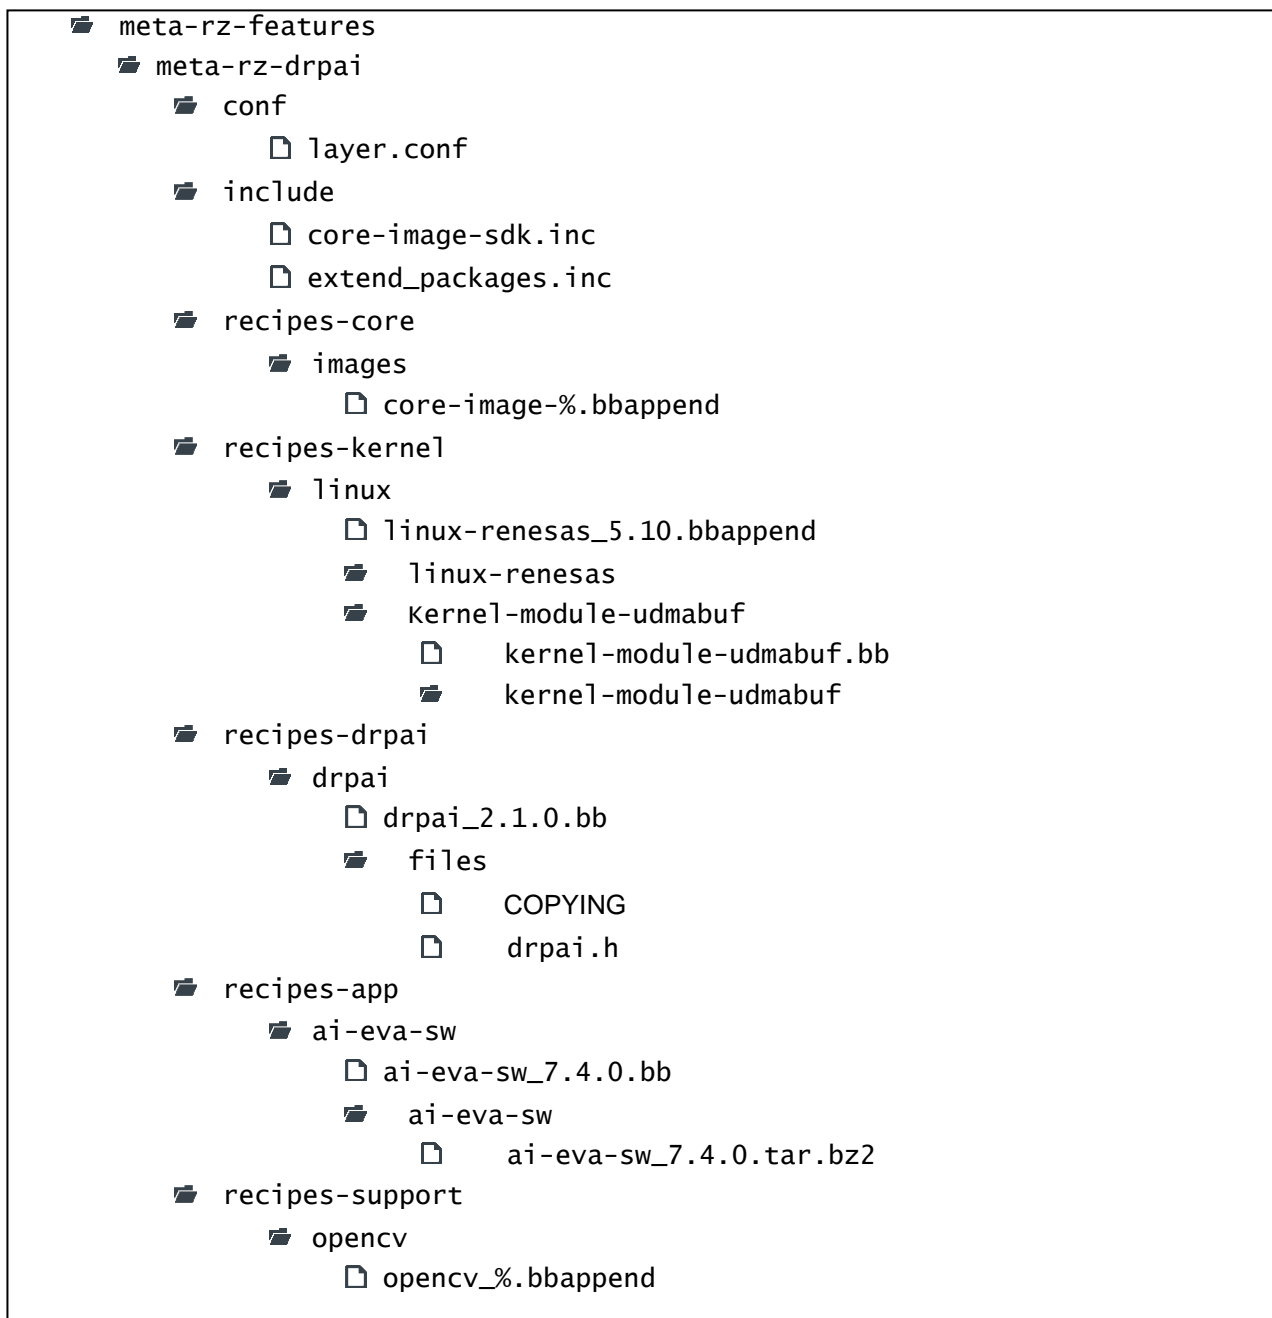 meta-rz-features
meta-rz-drpai
conf
layer.conf
include
core-image-sdk.inc
extend_packages.inc
recipes-core
images
core-image-%.bbappend
recipes-kernel
linux
linux-renesas_5.10.bbappend
linux-renesas
Kernel-module-udmabuf
kernel-module-udmabuf.bb
kernel-module-udmabuf
recipes-drpai
drpai
drpai_2.1.0.bb
files
COPYING
drpai.h
recipes-app
ai-eva-sw
ai-eva-sw_7.4.0.bb
ai-eva-sw
ai-eva-sw_7.4.0.tar.bz2
recipes-support
opencv
opencv_%.bbappend